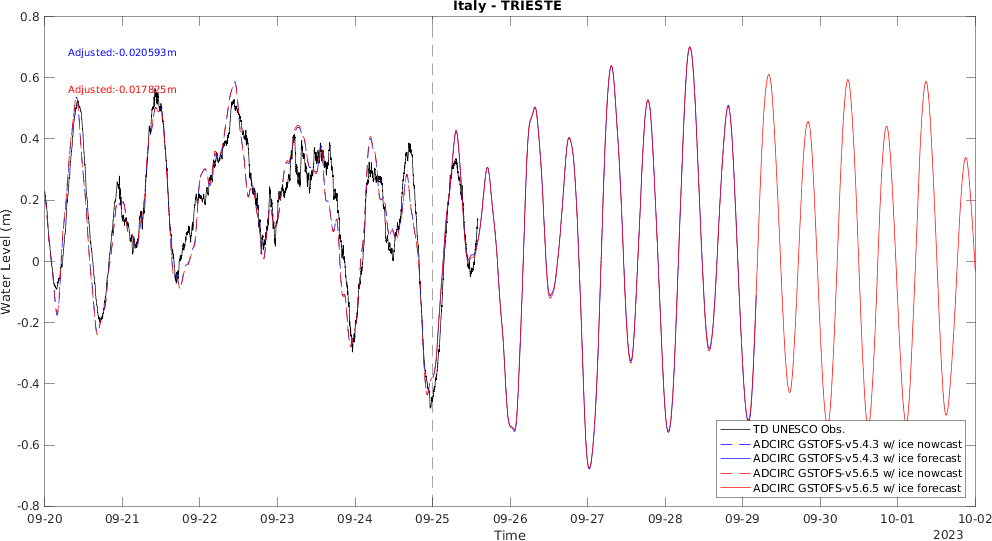 Italy - TRIESTE
Adjusted:-0.020593m
Adjusted:-0.017825m
Water Level (m)
0.8
0.6
0.4
0.2
0
-0.2
-0.4
-0.6
-0.8
TD UNESCO Obs.
ADCIRC GSTOFS-v5.4.3 w/ ice nowcast
ADCIRC GSTOFS-v5.4.3 w/ ice forecast
ADCIRC GSTOFS-v5.6.5 w/ ice nowcast
ADCIRC GSTOFS-v5.6.5 w/ ice forecast
09-20 09-21 09-22 09-23 09-24 09-25 09-26 09-27 09-28 09-29 09-30 10-01 10-02
Time
2023